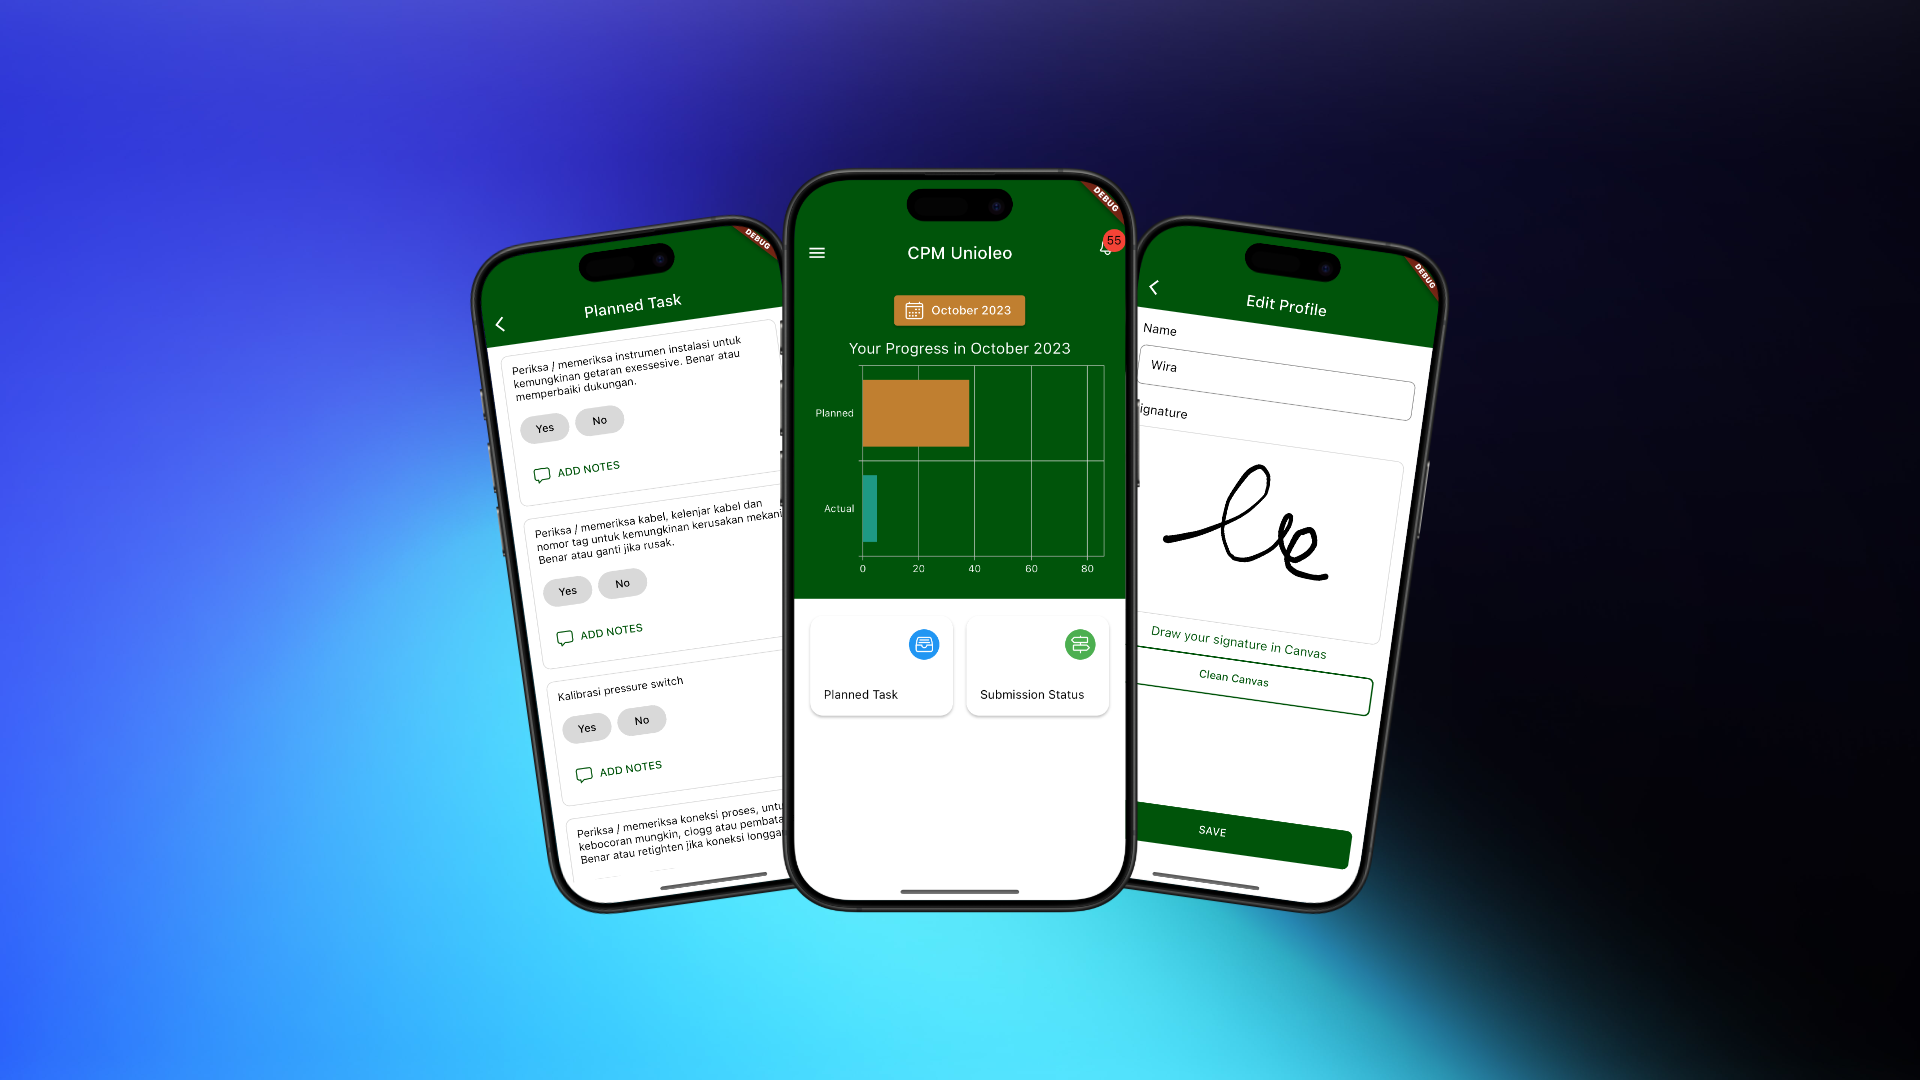 DEBUG
Planned Task
Periksa / memeriksa instrumen instalasi untuk
kemungkinan getaran exessesive. Benar atau
memperbaiki dukungan.
Yes
No
ADD NOTES
Periksa / memeriksa kabel, kelenjar kabel dan
nomor tag untuk kemungkinan kerusakan mekani
Benar atau ganti jika rusak.
Yes
No
ADD NOTES
Kalibrasi pressure switch
Yes
No
ADD NOTES
Periksa / memeriksa koneksi proses, untu
kebocoran mungkin, ciogg atau pembata
Benar atau retighten jika koneksi longga
DEBUG
55
CPM Unioleo
October 2023
Your Progress in October 2023
Planned
Actual
0 20 40 60 80
Planned Task
Submission Status
DEBUG
Edit Profile
Name
Wira
ignature
Draw your signature in Canvas
Clean Canvas
SAVE